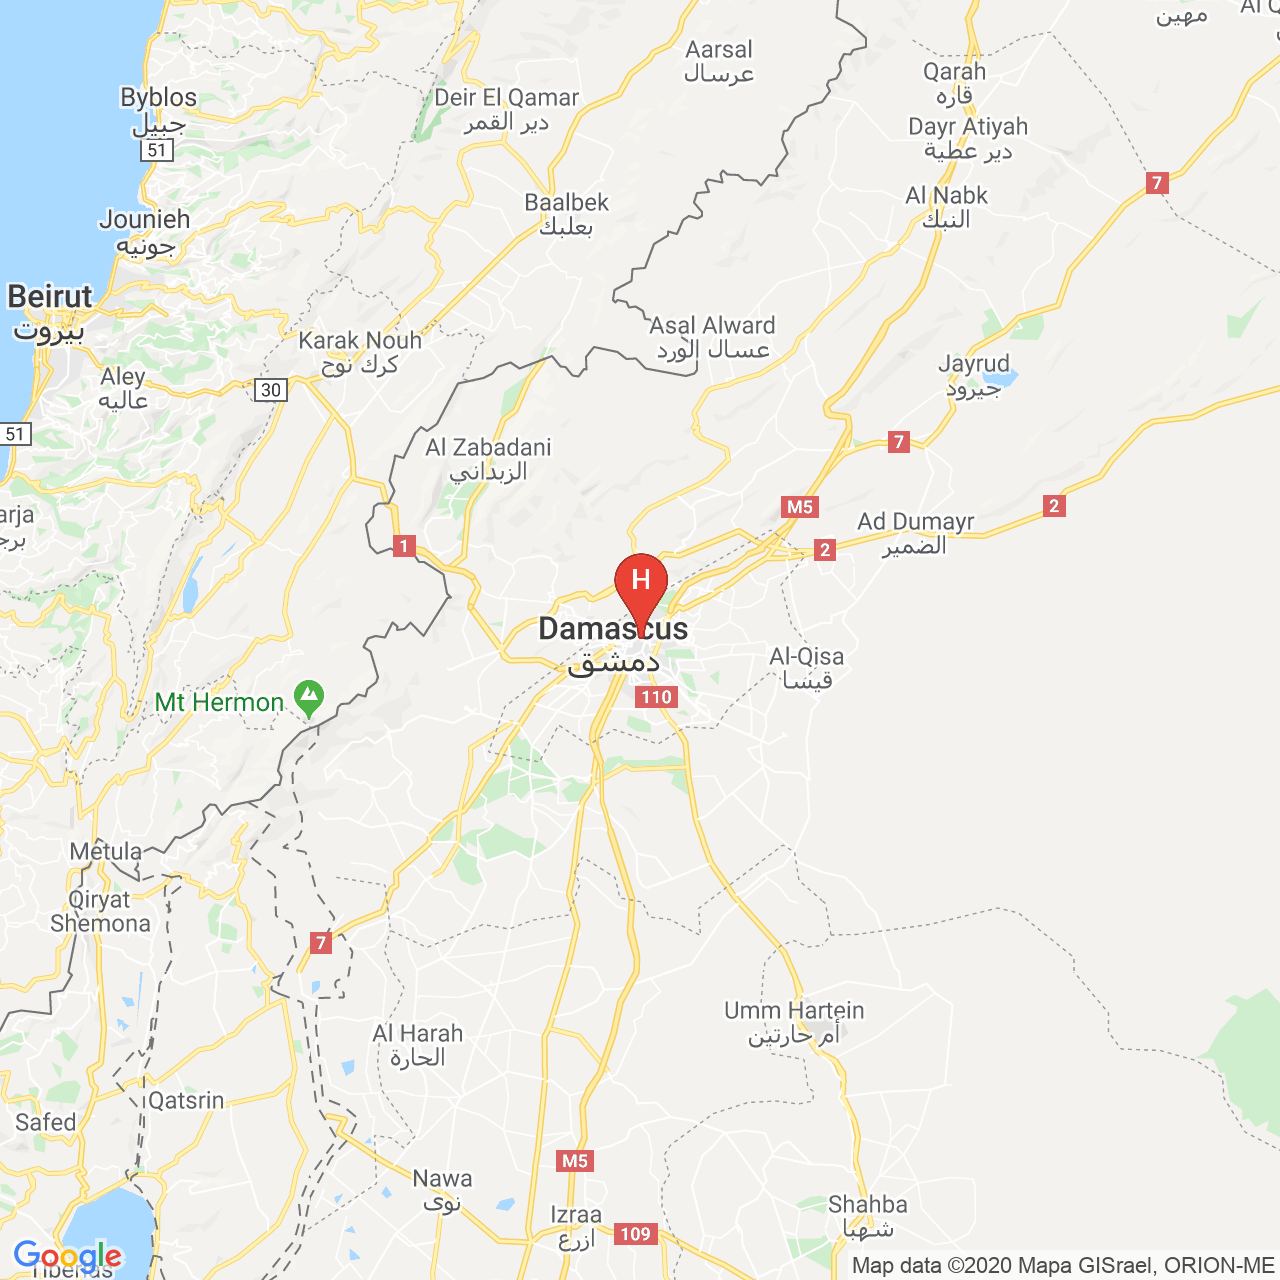 Al Q
مهين
Aarsal
عرسال
Qarah
قارة
Byblos
جبيل
51
Deir El Qamar
دير القمر
Dayr Atiyah
دير عطية
7
Baalbek
بعلبك
Al Nabk
النبك
Jounieh
جونيه
Beirut
بيروت
Asal Alward
عسال الورد
Karak Nouh
كرك نوح
Jayrud
جيرود
Aley
عاليه
30
51
7
Al Zabadani
الزبداني
M5
2
arja
برج
Ad Dumayr
الضمير
1
2
H
Damascus
دمشق
Al-Qisa
قيسا
Mt Hermon
110
Metula
Qiryat
Shemona
7
Umm Hartein
أم حارتين
Al Harah
الحارة
Qatsrin
Safed
M5
Nawa
نوى
Shahba
شهبا
Izraa
ازرع
109
Google
Tiberias
Map data ©2020 Mapa GISrael, ORION-ME